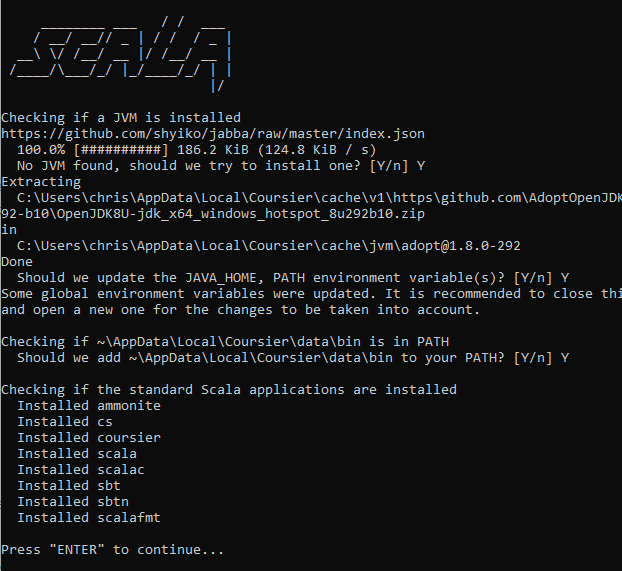 SCALA
Checking if a JVM is installed
https://github.com/shyiko/jabba/raw/master/index.json
  100.0% [##########] 186.2 KiB (124.8 KiB / s)
  No JVM found, should we try to install one? [Y/n] Y
Extracting
  C:\Users\chris\AppData\Local\Coursier\cache\v1\https\github.com\AdoptOpenJDK
92-b10\OpenJDK8U-jdk_x64_windows_hotspot_8u292b10.zip
in
  C:\Users\chris\AppData\Local\Coursier\cache\jvm\adopt@1.8.0-292
Done
  Should we update the JAVA_HOME, PATH environment variable(s)? [Y/n] Y
Some global environment variables were updated. It is recommended to close thi
and open a new one for the changes to be taken into account.
Checking if ~\AppData\Local\Coursier\data\bin is in PATH
  Should we add ~\AppData\Local\Coursier\data\bin to your PATH? [Y/n] Y
Checking if the standard Scala applications are installed
  Installed ammonite
  Installed cs
  Installed coursier
  Installed scala
  Installed scalac
  Installed sbt
  Installed sbtn
  Installed scalafmt
Press "ENTER" to continue...